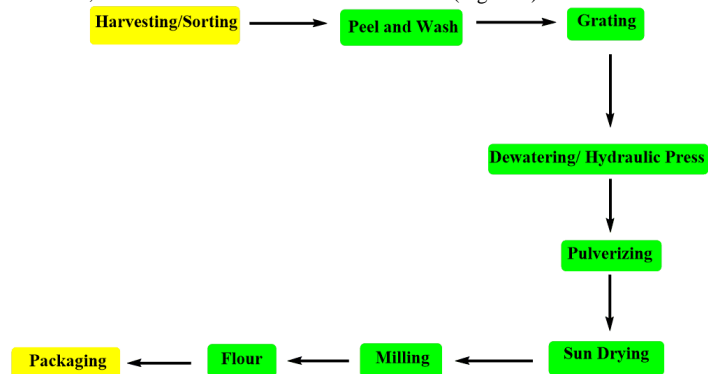 Harvesting/Sorting
Peel and Wash
Grating
Dewatering/ Hydraulic Press
Pulverizing
Sun Drying
Milling
Flour
Packaging